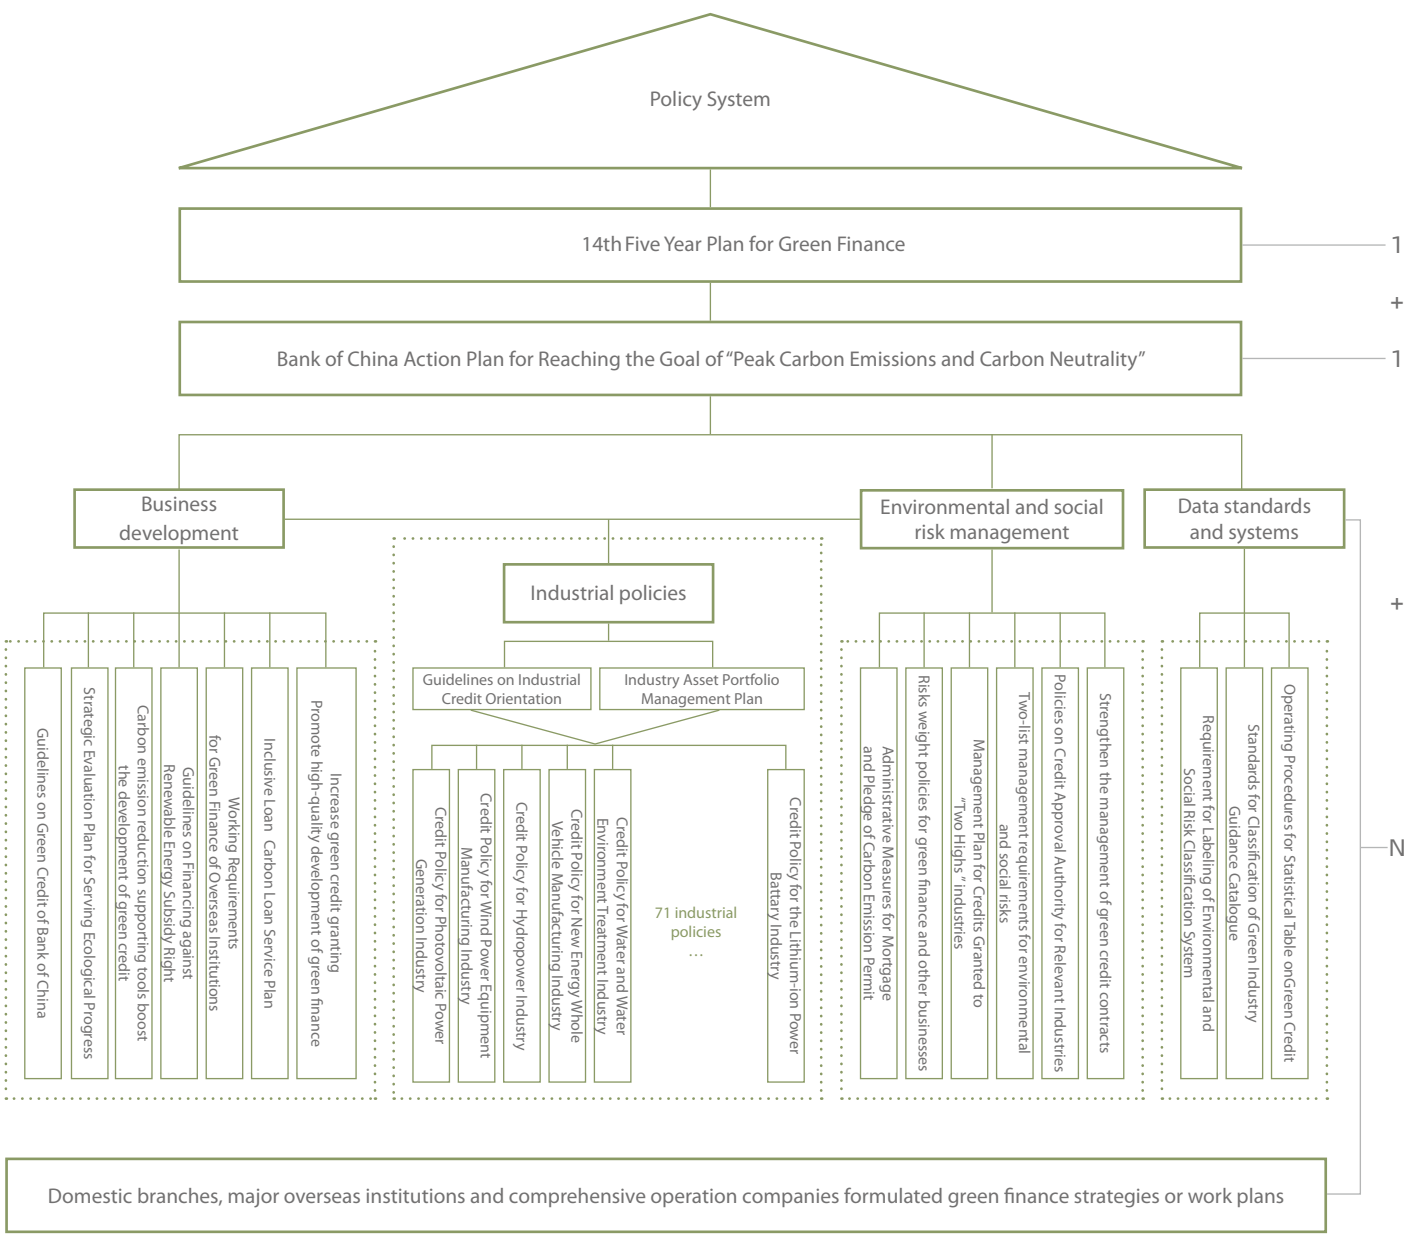 Policy System
14th Five Year Plan for Green Finance
1
+
Bank of China Action Plan for Reaching the Goal of “Peak Carbon Emissions and Carbon Neutrality”
1
Business
development
Environmental and social
risk management
Data standards
and systems
Industrial policies
+
Guidelines on Industrial
Credit Orientation
Industry Asset Portfolio
Management Plan
Guidelines on Green Credit of Bank of China
Strategic Evaluation Plan for Serving Ecological Progress
Carbon emission reduction supporting tools boost
the development of green credit
Guidelines on Financing against
Renewable Energy Subsidy Right
Working Requirements
for Green Finance of Overseas Institutions
Inclusive Loan Carbon Loan Service Plan
Increase green credit granting
Promote high-quality development of green finance
Credit Policy for Photovoltaic Power
Generation Industry
Credit Policy for Wind Power Equipment
Manufacturing Industry
Credit Policy for Hydropower Industry
Credit Policy for New Energy Whole
Vehicle Manufacturing Industry
Credit Policy for Water and Water
Environment Treatment Industry
71 industrial
policies
...
Credit Policy for the Lithium-ion Power
Battary Industry
Administrative Measures for Mortgage
and Pledge of Carbon Emission Permit
Risks weight policies for green finance and other businesses
Management Plan for Credits Granted to
“Two Highs” industries
Two-list management requirements for environmental
and social risks
Policies on Credit Approval Authority for Relevant Industries
Strengthen the management of green credit contracts
Requirement for Labeling of Environmental and
Social Risk Classification System
Standards for Classification of Green Industry
Guidance Catalogue
Operating Procedures for Statistical Table onGreen Credit
N
Domestic branches, major overseas institutions and comprehensive operation companies formulated green finance strategies or work plans